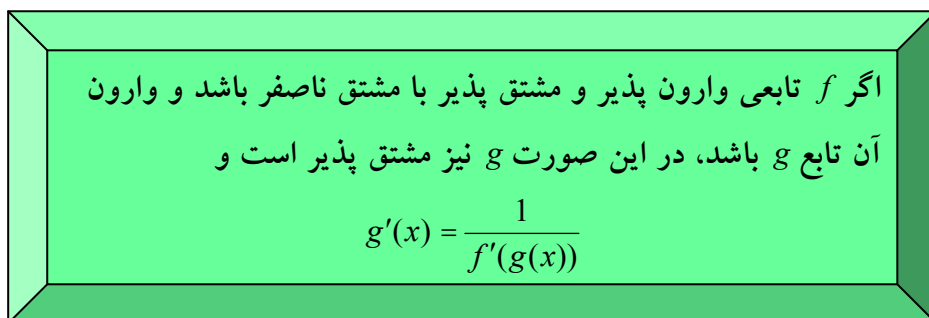 اگر f تابعی وارون پذیر و مشتق پذیر با مشتق ناصفر باشد و وارون
آن تابع g باشد، در این صورت g نیز مشتق پذیر است و
g′(x) = 1 / f′(g(x))